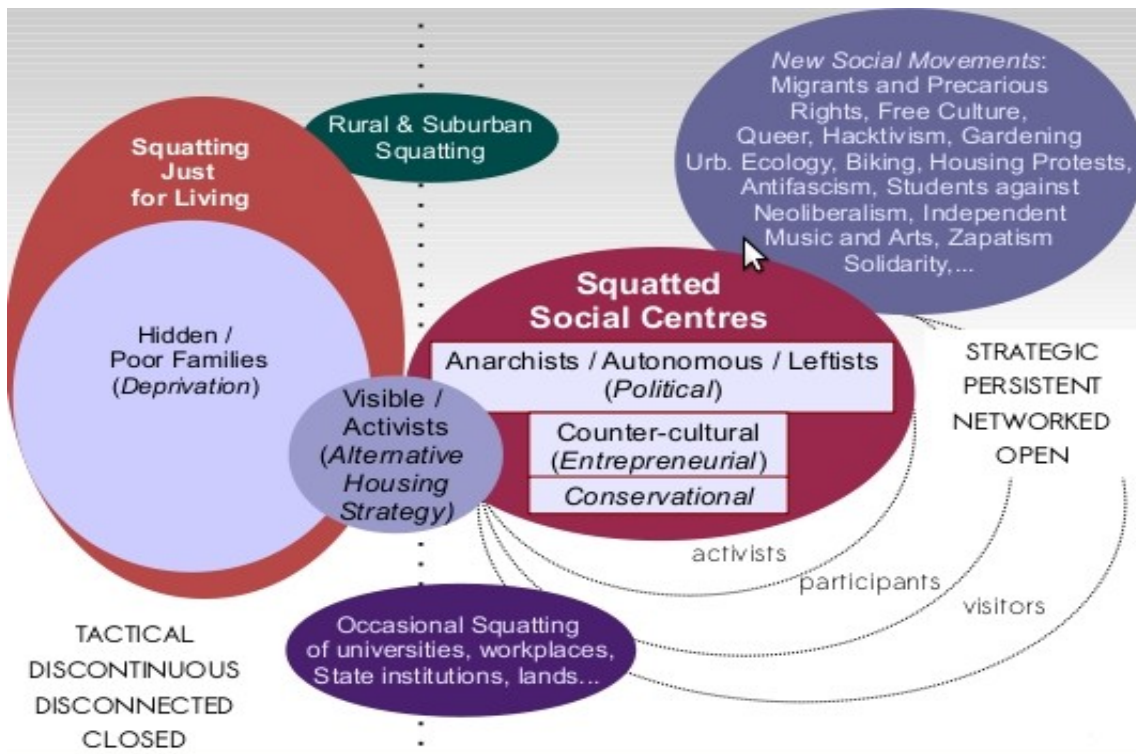 Squatting
Just
for Living
Hidden /
Poor Families
(Deprivation)
Rural & Suburban
Squatting
New Social Movements:
Migrants and Precarious
Rights, Free Culture,
Queer, Hacktivism, Gardening
Urb. Ecology, Biking, Housing Protests,
Antifascism, Students against
Neoliberalism, Independent
Music and Arts, Zapatism
Solidarity,...
Squatted
Social Centres
Anarchists / Autonomous / Leftists
(Political)
Counter-cultural
(Entrepreneurial)
Conservational
Visible /
Activists
(Alternative
Housing
Strategy)
STRATEGIC
PERSISTENT
NETWORKED
OPEN
activists
participants
visitors
Occasional Squatting
of universities, workplaces,
State institutions, lands...
TACTICAL
DISCONTINUOUS
DISCONNECTED
CLOSED